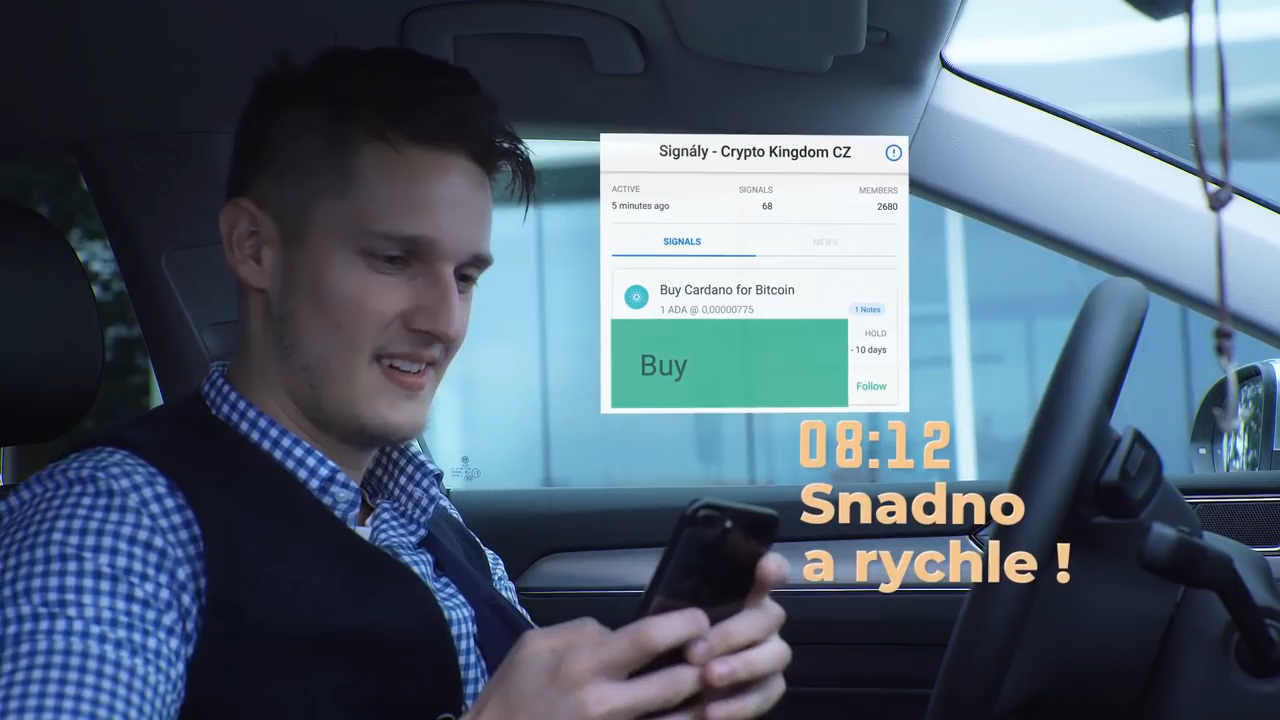 Signály - Crypto Kingdom CZ
ACTIVE SIGNALS MEMBERS
5 minutes ago 68 2680
SIGNALS NEWS
Buy Cardano for Bitcoin
1 ADA @ 0,00000775 1 Notes
HOLD
- 10 days
Buy
Follow
08:12
Snadno
a rychle !